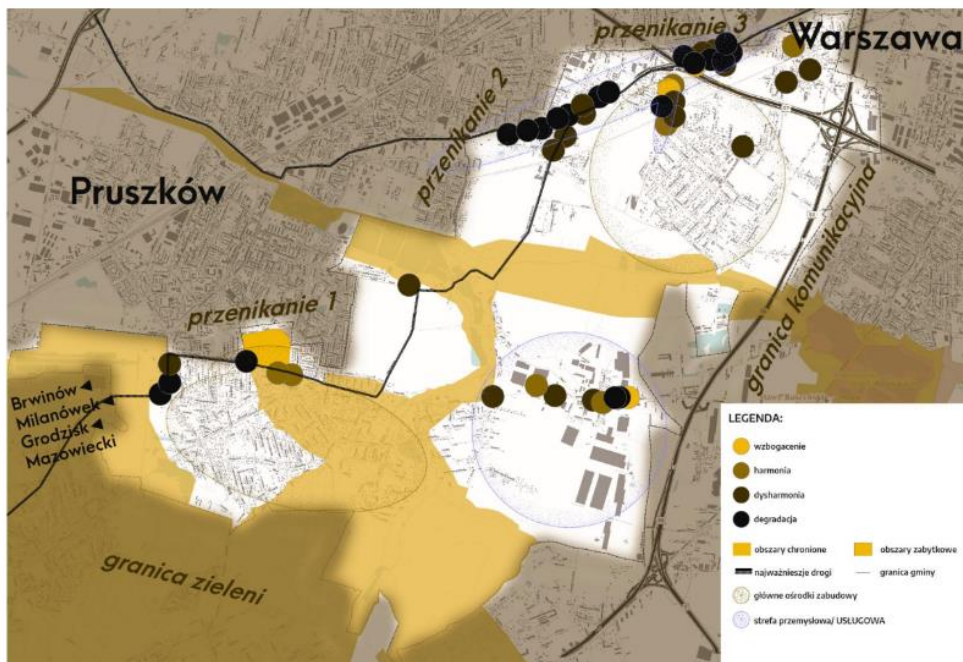 przenikanie 3
Warszawa
przenikanie 2
Pruszków
granica komunikacyjna
przenikanie 1
Brwinów
Milanówek
Grodzisk
Mazowiecki
granica zieleni
LEGENDA:
wzbogacenie
harmonia
dysharmonia
degradacja
obszary chronione
obszary zabytkowe
najważniejsze drogi
granica gminy
główne ośrodki zabudowy
strefa przemysłowa/ USŁUGOWA